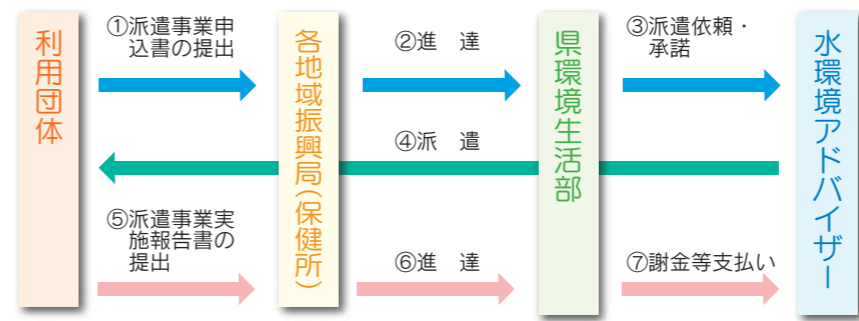 利用団体
①派遣事業申
込書の提出
各地域振興局(保健所)
②進　達
県環境生活部
③派遣依頼・
承諾
水環境アドバイザー
④派　遣
⑤派遣事業実
施報告書の
提出
⑥進　達
⑦謝金等支払い